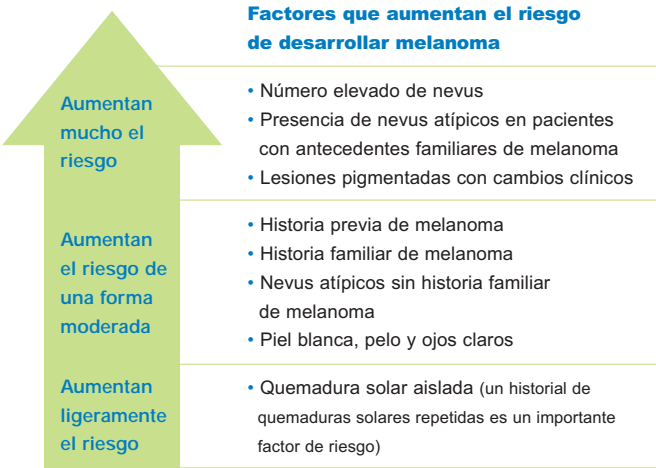 Factores que aumentan el riesgo
de desarrollar melanoma
Aumentan
mucho el
riesgo
• Número elevado de nevus
• Presencia de nevus atípicos en pacientes
con antecedentes familiares de melanoma
• Lesiones pigmentadas con cambios clínicos
Aumentan
el riesgo de
una forma
moderada
• Historia previa de melanoma
• Historia familiar de melanoma
• Nevus atípicos sin historia familiar
de melanoma
• Piel blanca, pelo y ojos claros
Aumentan
ligeramente
el riesgo
• Quemadura solar aislada (un historial de
quemaduras solares repetidas es un importante
factor de riesgo)